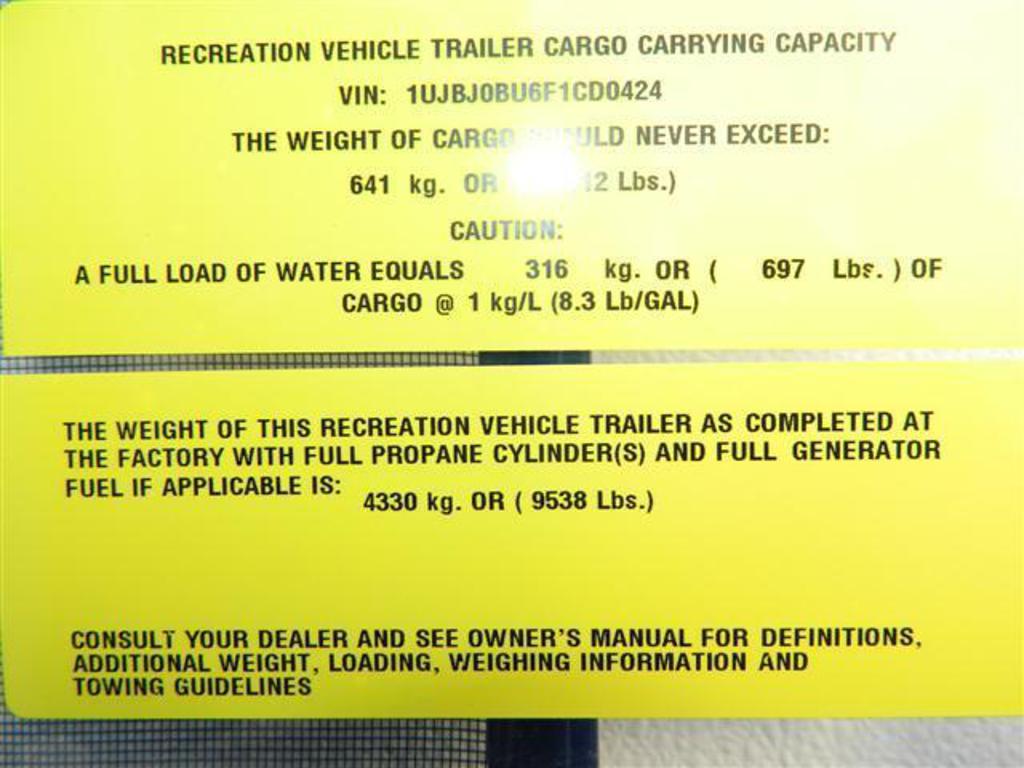 RECREATION VEHICLE TRAILER CARGO CARRYING CAPACITY
VIN: 1UJBJ0BU6F1CD0424
THE WEIGHT OF CARGO NEVER EXCEED:
641 kg. OR Lbs.)
CAUTION:
A FULL LOAD OF WATER EQUALS 316 kg. OR ( 697 Lbs. ) OF
CARGO @ 1 kg/L (8.3 Lb/GAL)
THE WEIGHT OF THIS RECREATION VEHICLE TRAILER AS COMPLETED AT
THE FACTORY WITH FULL PROPANE CYLINDER(S) AND FULL GENERATOR
FUEL IF APPLICABLE IS: 4330 kg. OR ( 9538 Lbs.)
CONSULT YOUR DEALER AND SEE OWNER'S MANUAL FOR DEFINITIONS,
ADDITIONAL WEIGHT, LOADING, WEIGHING INFORMATION AND
TOWING GUIDELINES